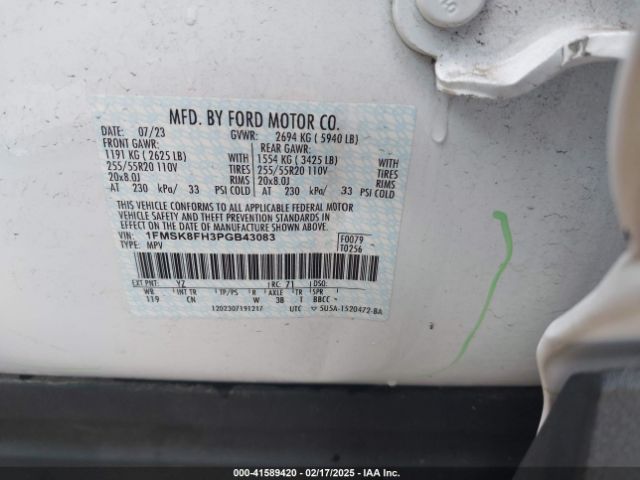 MFD. BY FORD MOTOR CO.
DATE: 07/23 GVWR: 2694 KG ( 5940 LB)
FRONT GAWR: REAR GAWR:
1191 KG ( 2625 LB) WITH 1554 KG ( 3425 LB) WITH
255/55R20 110V TIRES 255/55R20 110V TIRES
20x8.0J RIMS 20x8.0J RIMS
AT 230 kPa/ 33 PSI COLD AT 230 kPa/ 33 PSI COLD
THIS VEHICLE CONFORMS TO ALL APPLICABLE FEDERAL MOTOR
VEHICLE SAFETY AND THEFT PREVENTION STANDARDS IN
EFFECT ON THE DATE OF MANUFACTURE SHOWN ABOVE.
VIN: 1FMSK8FH3PGB43083 F0079
TYPE: MPV T0256
EXT PNT: YZ RC: 71 DSO:
WB INT TR TP/PS R AXLE TR SPR
119 CN W 3B T BBCC
1202307191217 UTC 5U5A-1520472-BA
OWNER: 41589420 | 02/17/2025 | IAA, INC.